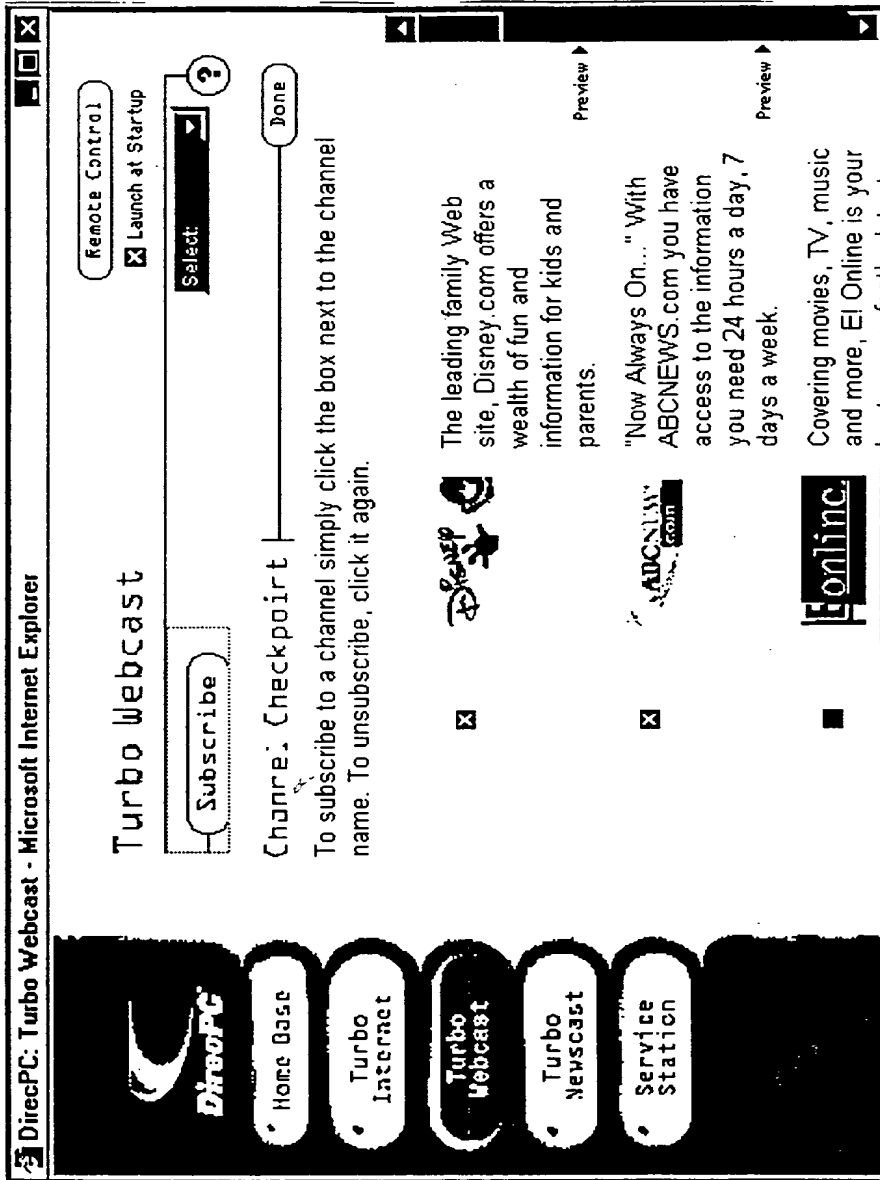 DirecPC: Turbo Webcast - Microsoft Internet Explorer
DirecPC
Home Base
Turbo
Internet
Turbo
Webcast
Turbo
Newscast
Service
Station
Turbo Webcast
Remote Control
Launch at Startup
Subscribe
Select:
?
Channel Checkpoint
Done
To subscribe to a channel simply click the box next to the channel
name. To unsubscribe, click it again.
Disney
The leading family Web
site, Disney.com offers a
wealth of fun and
information for kids and
parents.
Preview
ABCNEWS
.com
"Now Always On..." With
ABCNEWS.com you have
access to the information
you need 24 hours a day, 7
days a week.
Preview
E!online.
Covering movies, TV, music
and more, E! Online is your